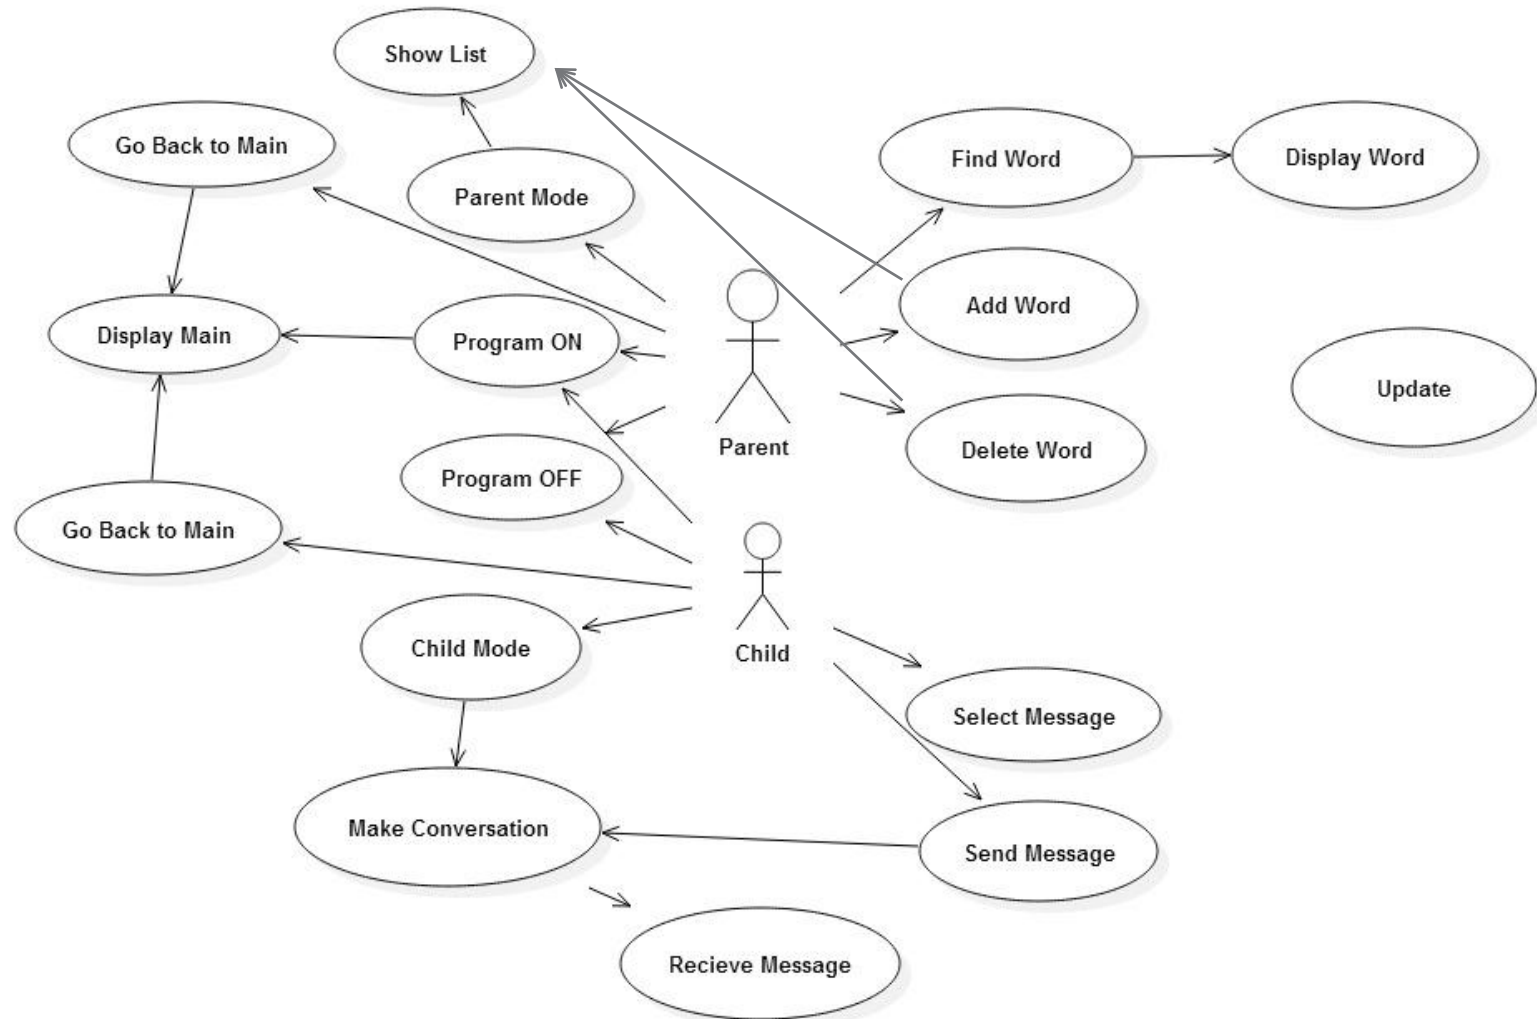 Show List
Go Back to Main
Parent Mode
Find Word
Display Word
Display Main
Program ON
Add Word
Update
Parent
Delete Word
Program OFF
Go Back to Main
Child Mode
Child
Select Message
Make Conversation
Send Message
Recieve Message